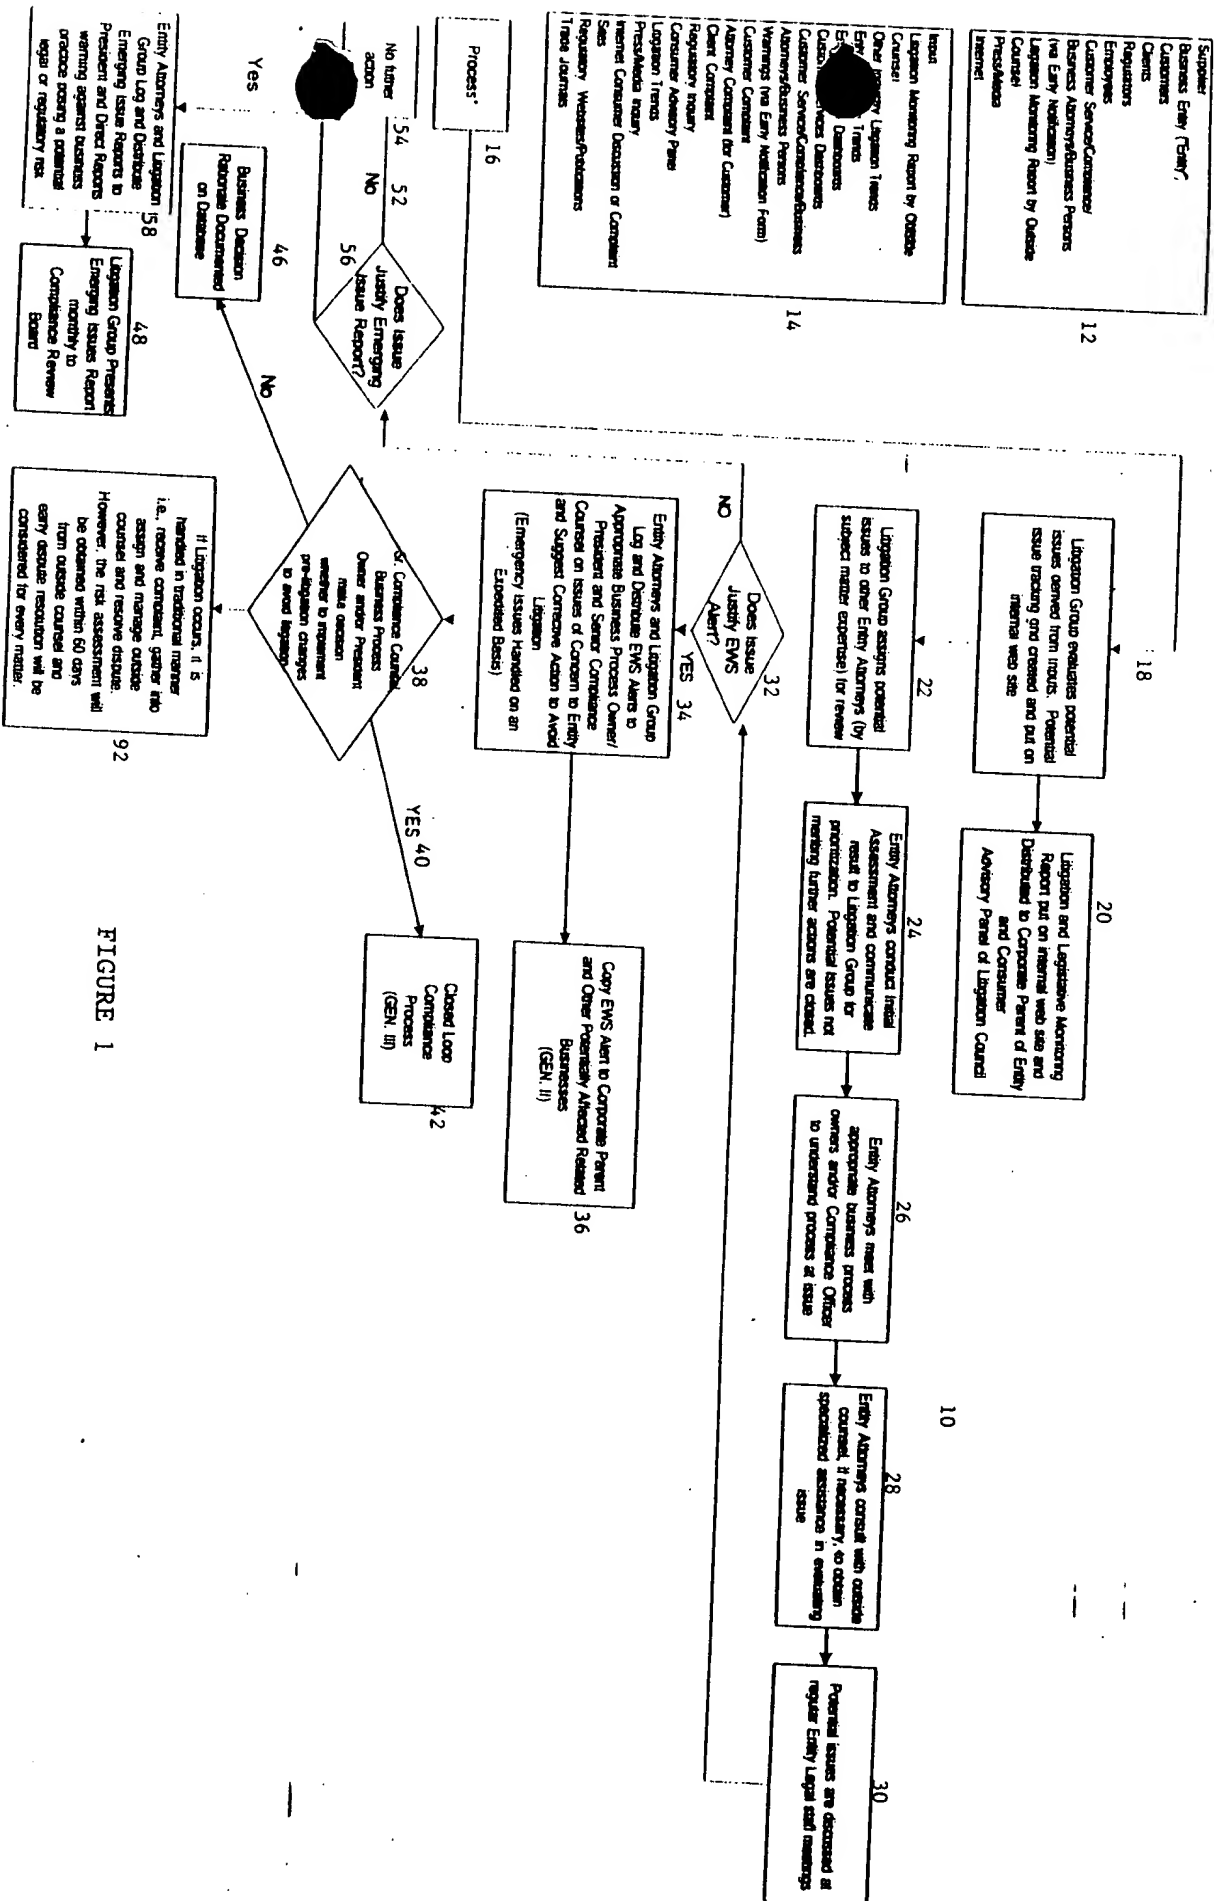 Supplier
Business Entity ("Entity",
Customers
Clients
Regulators
Employees
Customer Service/Compliance/
Business Attorneys/Business Persons
(via Early Notification)
Litigation Monitoring Report by Outside
Counsel
Press/Media
Internet
12
Input
Litigation Monitoring Report by Outside
Counsel
Other Industry Litigation Trends
Trends
Dashboards
Services Dashboards
Customer Service/Compliance/Business
Attorneys/Business Persons
Warnings (via Early Notification Form)
Customer Complaint
Attorney Complaint (for Customer)
Client Complaint
Regulatory Inquiry
Consumer Advisory Panel
Litigation Trends
Press/Media Inquiry
Internet Consumer Discussion or Complaint
Sites
Regulatory Websites/Publications
Trade Journals
14
Process"
16
18
Litigation Group evaluates potential
issues derived from inputs. Potential
issue tracking grid created and put on
internal web site
20
Litigation and Legislative Monitoring
Report put on internal web site and
Distributed to Corporate Parent of Entity
and Consumer
Advisory Panel of Litigation Council
10
22
Litigation Group assigns potential
issues to other Entity Attorneys (by
subject matter expertise) for review
24
Entity Attorneys conduct Initial
Assessment and communicate
result to Litigation Group for
prioritization. Potential issues not
meriting further actions are closed.
26
Entity Attorneys meet with
appropriate business process
owners and/or Compliance Officer
to understand process at issue
28
Entity Attorneys consult with outside
counsel, if necessary, to obtain
specialized assistance in evaluating
issue
30
Potential issues are discussed at
regular Entity Legal staff meetings
32
Does Issue
Justify EWS
Alert?
NO
YES 34
Entity Attorneys and Litigation Group
Log and Distribute EWS Alerts to
Appropriate Business Process Owner/
President and Senior Compliance
Counsel on Issues of Concern to Entity
and Suggest Corrective Action to Avoid
Litigation
(Emergency Issues Handled on an
Expedited Basis)
Copy EWS Alert to Corporate Parent
and Other Potentially Affected Related
Businesses
(GEN. II)
36
38
Sr. Compliance Counsel
Business Process
Owner and/or President
make decision
whether to implement
pre-litigation changes
to avoid litigation
YES 40
Closed Loop
Compliance
Process
(GEN. III)
42
No
46
Business Decision
Rationale Documented
on Database
Does Issue
Justify Emerging
Issue Report?
52
No
54
No further
action
56
Yes
Entity Attorneys and Litigation
Group Log and Distribute
Emerging Issue Reports to
President and Direct Reports
warning against business
practice posing a potential
legal or regulatory risk
58
48
Litigation Group Presents
Emerging Issues Report
monthly to
Compliance Review
Board
If Litigation occurs, it is
handled in traditional manner
i.e., receive complaint, gather info
assign and manage outside
counsel and resolve dispute.
However, the risk assessment will
be obtained within 60 days
from outside counsel and
early dispute resolution will be
considered for every matter.
92
FIGURE 1